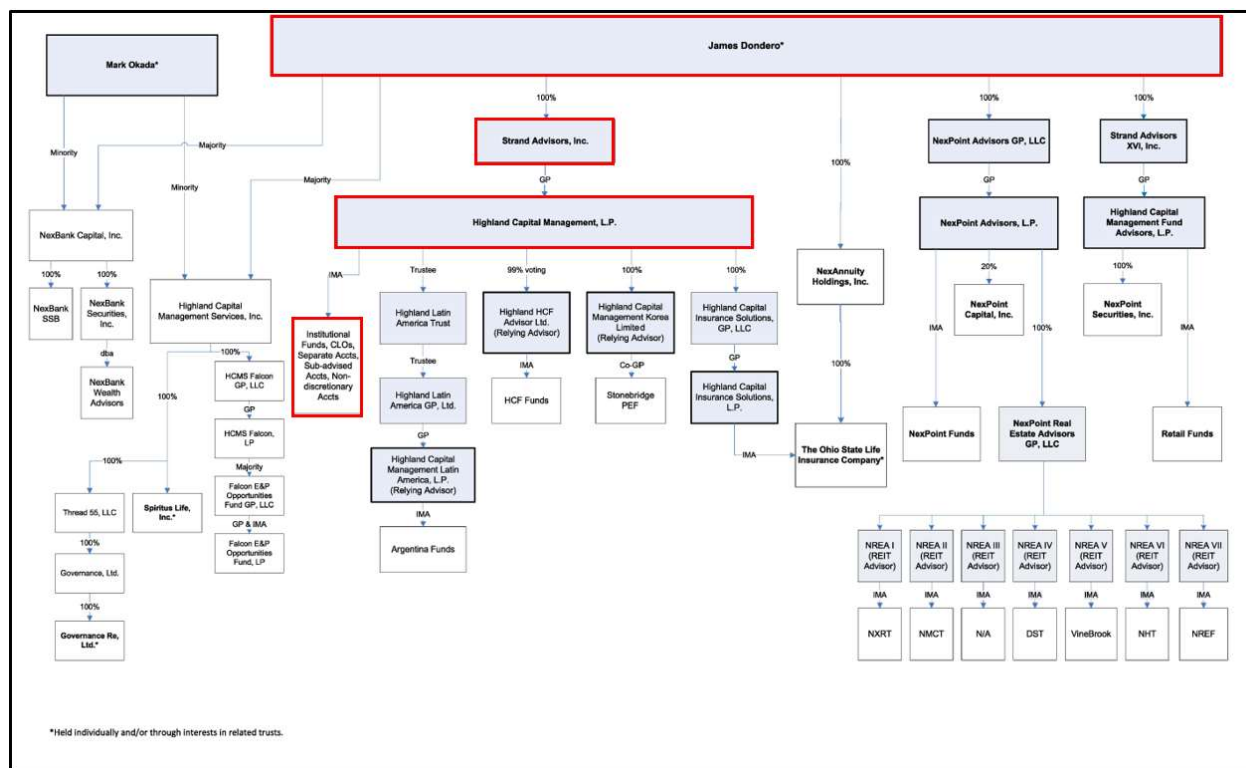 James Dondero*
Mark Okada*
100%
100%
100%
Strand Advisors, Inc.
NexPoint Advisors GP, LLC
Strand Advisors
XVI, Inc.
Minority
Majority
Minority
Majority
100%
GP
GP
GP
Highland Capital Management, L.P.
NexPoint Advisors, L.P.
Highland Capital
Management Fund
Advisors, L.P.
NexBank Capital, Inc.
100%
100%
NexBank
SSB
NexBank
Securities,
Inc.
dba
NexBank
Wealth
Advisors
Highland Capital
Management Services, Inc.
IMA
Trustee
99% voting
100%
100%
NexAnnuity
Holdings, Inc.
20%
100%
Institutional
Funds, CLOs,
Separate Accts,
Sub-advised
Accts, Non-
discretionary
Accts
Highland Latin
America Trust
Highland HCF
Advisor Ltd.
(Relying Advisor)
Highland Capital
Management Korea
Limited
(Relying Advisor)
Highland Capital
Insurance Solutions,
GP, LLC
NexPoint
Capital, Inc.
NexPoint
Securities, Inc.
IMA
100%
IMA
100%
100%
HCMS Falcon
GP, LLC
GP
HCMS Falcon,
LP
Majority
Falcon E&P
Opportunities
Fund GP, LLC
GP & IMA
Falcon E&P
Opportunities
Fund, LP
Trustee
IMA
Co-GP
GP
100%
Highland Latin
America GP, Ltd.
HCF Funds
Stonebridge
PEF
Highland Capital
Insurance Solutions,
L.P.
GP
IMA
The Ohio State Life
Insurance Company*
NexPoint Funds
NexPoint Real
Estate Advisors
GP, LLC
Retail Funds
Highland Capital
Management Latin
America, L.P.
(Relying Advisor)
IMA
Argentina Funds
100%
Thread 55, LLC
Spiritus Life,
Inc.*
100%
Governance, Ltd.
100%
Governance Re,
Ltd.*
NREA I
(REIT
Advisor)
NREA II
(REIT
Advisor)
NREA III
(REIT
Advisor)
NREA IV
(REIT
Advisor)
NREA V
(REIT
Advisor)
NREA VI
(REIT
Advisor)
NREA VII
(REIT
Advisor)
IMA
IMA
IMA
IMA
IMA
IMA
IMA
NXRT
NMCT
N/A
DST
VineBrook
NHT
NREF
*Held individually and/or through interests in related trusts.